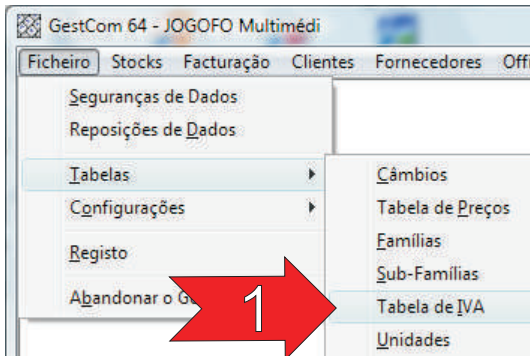 GestCom 64 - JOGOFO Multimédi
Ficheiro Stocks Facturação Clientes Fornecedores Offi
Seguranças de Dados
Reposições de Dados
Tabelas
Configurações
Registo
Abandonar o G
1
Câmbios
Tabela de Preços
Famílias
Sub-Famílias
Tabela de IVA
Unidades